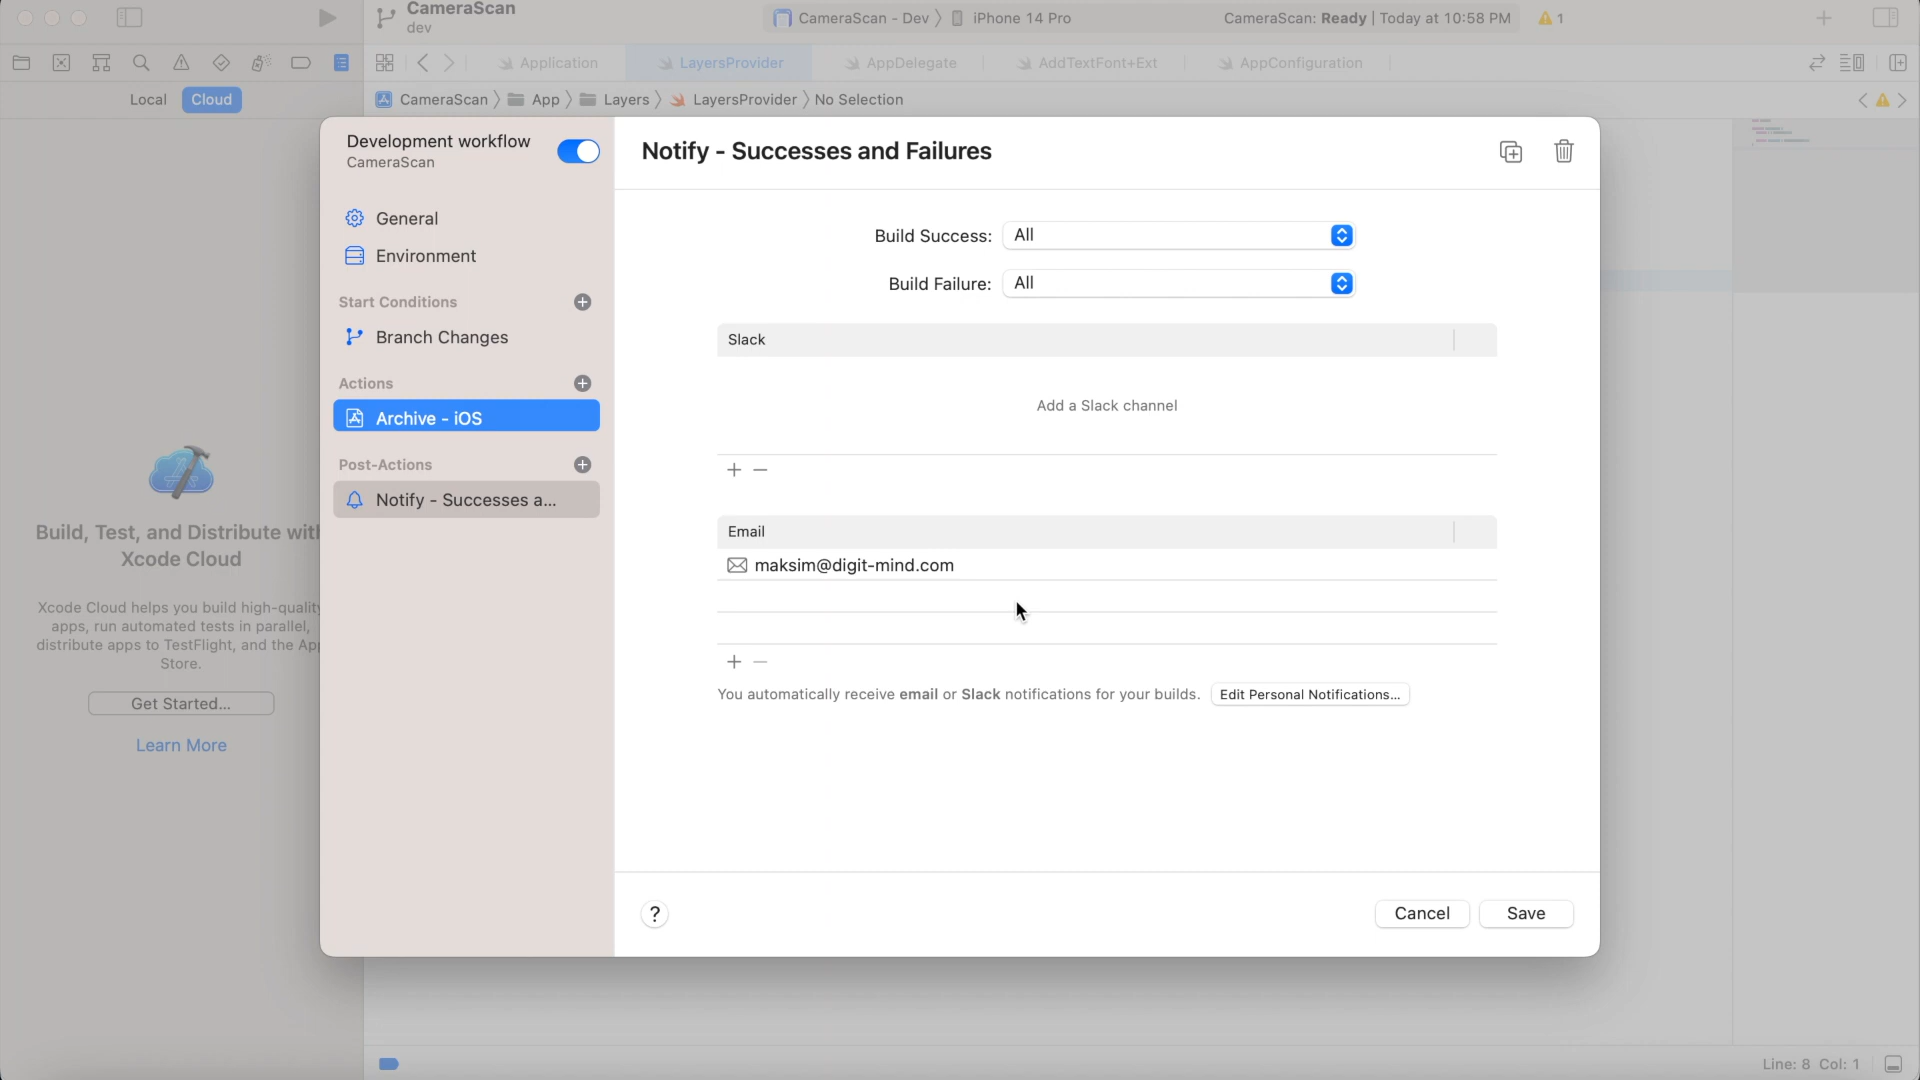 CameraScan
dev
CameraScan - Dev
iPhone 14 Pro
CameraScan: Ready | Today at 10:58 PM
1
Application
LayersProvider
AppDelegate
AddTextFont+Ext
AppConfiguration
Local
Cloud
CameraScan
App
Layers
LayersProvider
No Selection
Build, Test, and Distribute with
Xcode Cloud
Xcode Cloud helps you build high-quality
apps, run automated tests in parallel,
distribute apps to TestFlight, and the App
Store.
Get Started...
Learn More
Development workflow
CameraScan
General
Environment
Start Conditions
Branch Changes
Actions
Archive - iOS
Post-Actions
Notify - Successes a...
Notify - Successes and Failures
Build Success:
All
Build Failure:
All
Slack
Add a Slack channel
Email
maksim@digit-mind.com
You automatically receive email or Slack notifications for your builds.
Edit Personal Notifications...
?
Cancel
Save
Line: 8 Col: 1